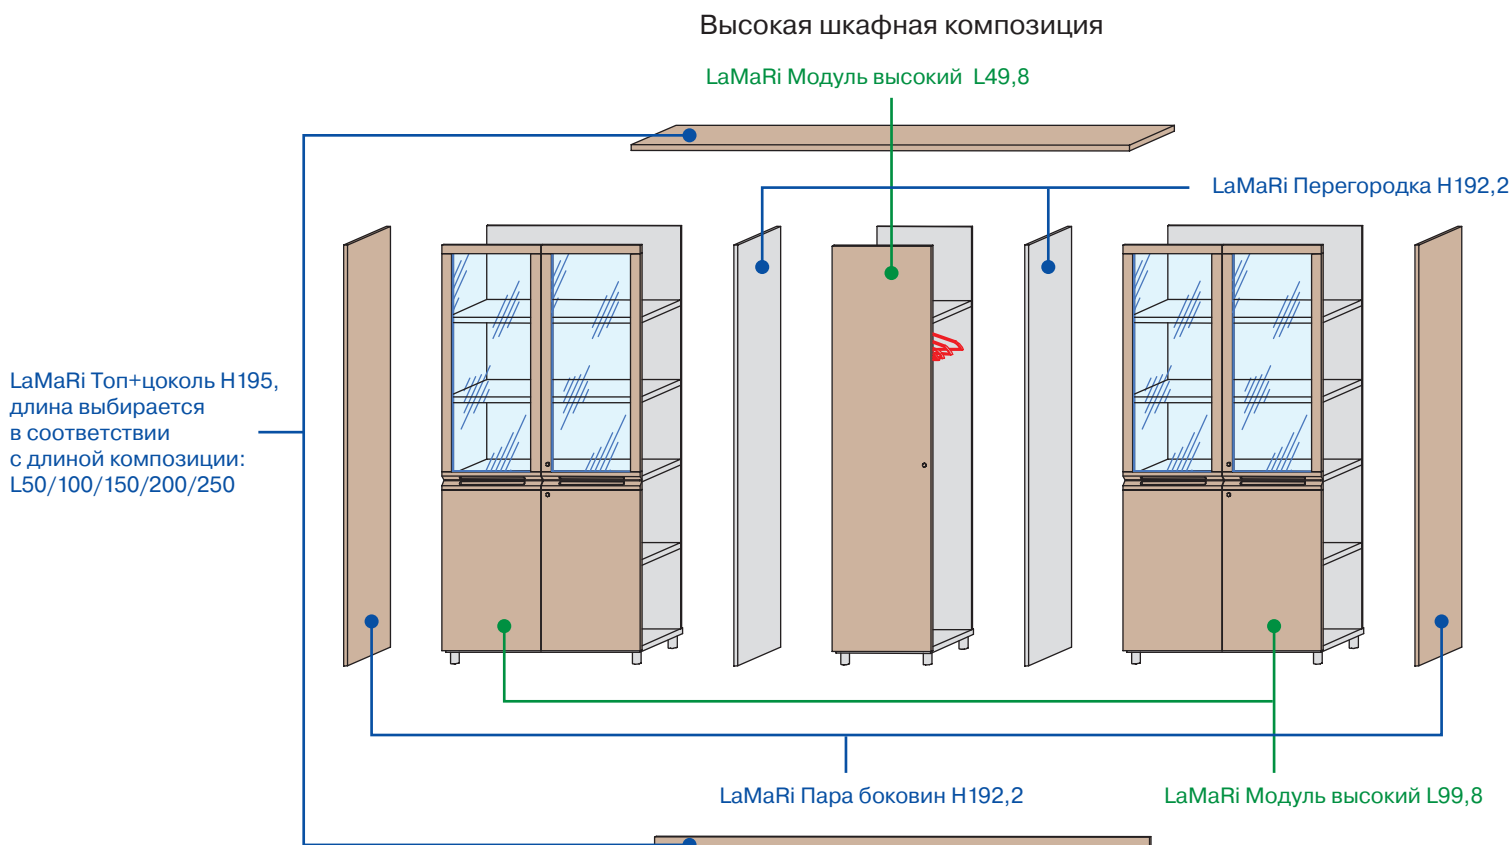 Высокая шкафная композиция
LaMaRi Модуль высокий L49,8
LaMaRi Перегородка H192,2
LaMaRi Топ+цоколь H195,
длина выбирается
в соответствии
с длиной композиции:
L50/100/150/200/250
LaMaRi Пара боковин H192,2
LaMaRi Модуль высокий L99,8